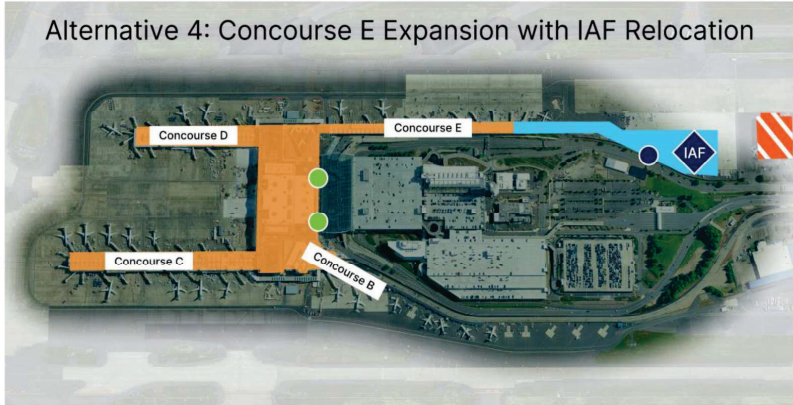 Alternative 4: Concourse E Expansion with IAF Relocation
Concourse D
Concourse E
IAF
Concourse C
Concourse B